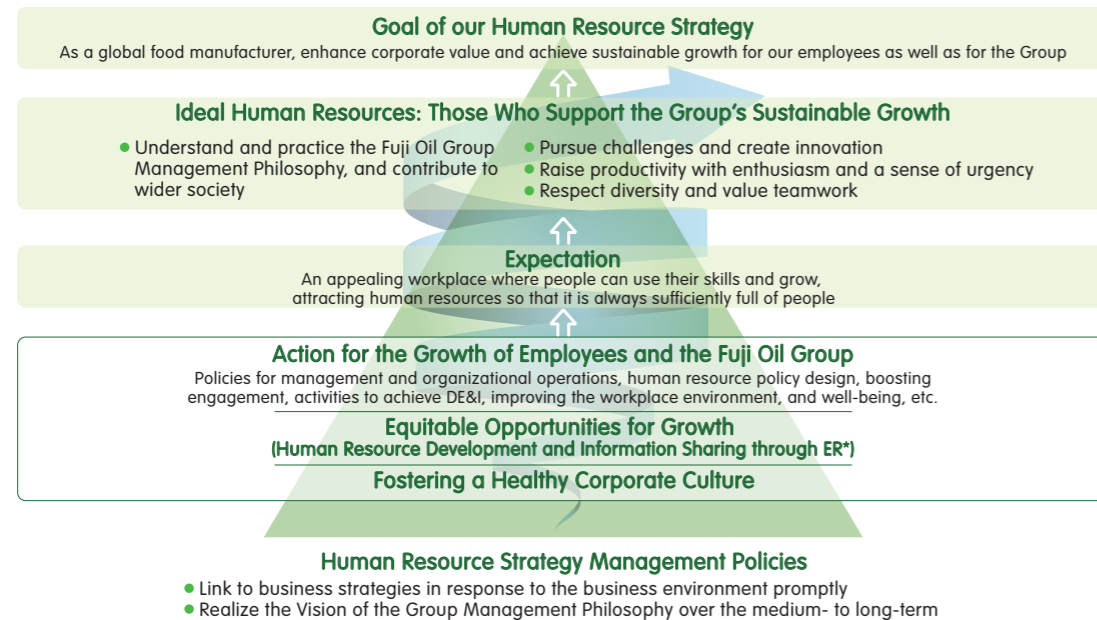 Goal of our Human Resource Strategy
As a global food manufacturer, enhance corporate value and achieve sustainable growth for our employees as well as for the Group
Ideal Human Resources: Those Who Support the Group's Sustainable Growth
● Understand and practice the Fuji Oil Group
Management Philosophy, and contribute to
wider society
● Pursue challenges and create innovation
● Raise productivity with enthusiasm and a sense of urgency
● Respect diversity and value teamwork
Expectation
An appealing workplace where people can use their skills and grow,
attracting human resources so that it is always sufficiently full of people
Action for the Growth of Employees and the Fuji Oil Group
Policies for management and organizational operations, human resource policy design, boosting
engagement, activities to achieve DE&I, improving the workplace environment, and well-being, etc.
Equitable Opportunities for Growth
(Human Resource Development and Information Sharing through ER*)
Fostering a Healthy Corporate Culture
Human Resource Strategy Management Policies
● Link to business strategies in response to the business environment promptly
● Realize the Vision of the Group Management Philosophy over the medium- to long-term